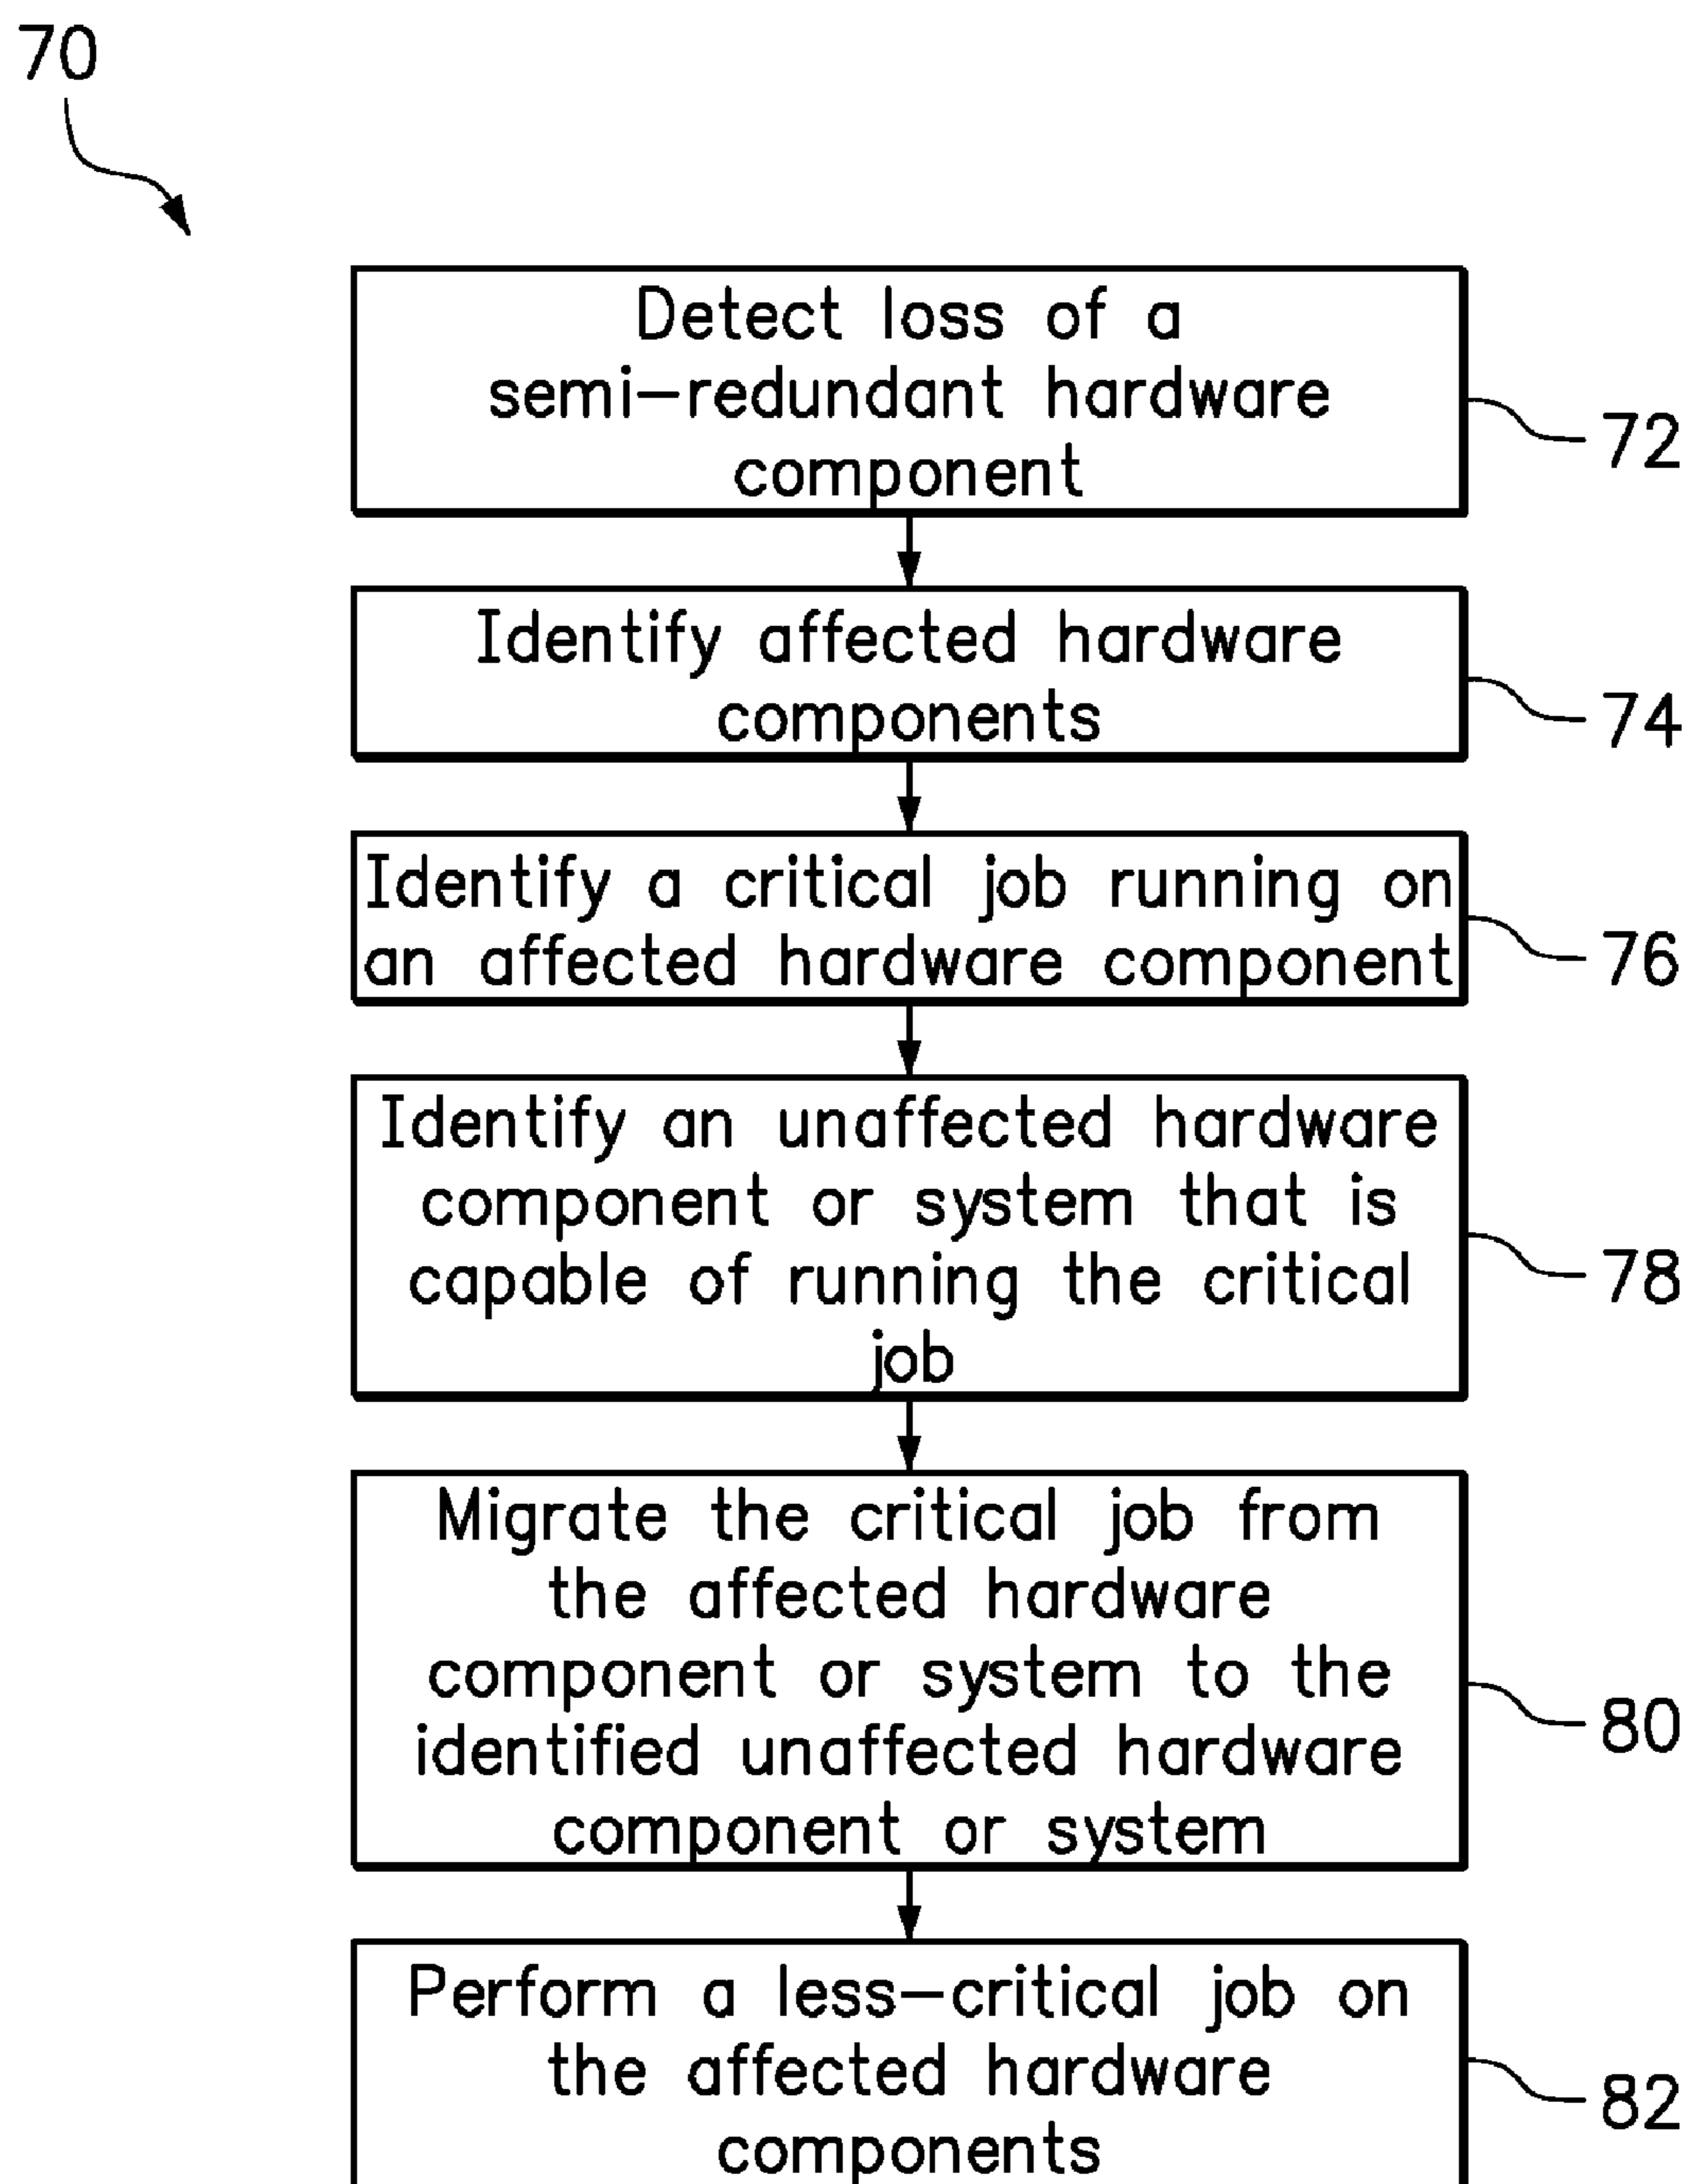 70
Detect loss of a
semi-redundant hardware
component
72
Identify affected hardware
components
74
Identify a critical job running on
an affected hardware component
76
Identify an unaffected hardware
component or system that is
capable of running the critical
job
78
Migrate the critical job from
the affected hardware
component or system to the
identified unaffected hardware
component or system
80
Perform a less-critical job on
the affected hardware
components
82